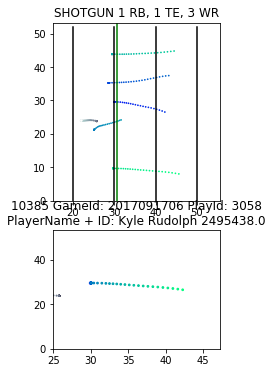 SHOTGUN 1 RB, 1 TE, 3 WR
50
40
30
20
10
0
20 30 40 50
10385 GameId: 2017091706 PlayId: 3058
PlayerName + ID: Kyle Rudolph 2495438.0
40
20
0
25 30 35 40 45